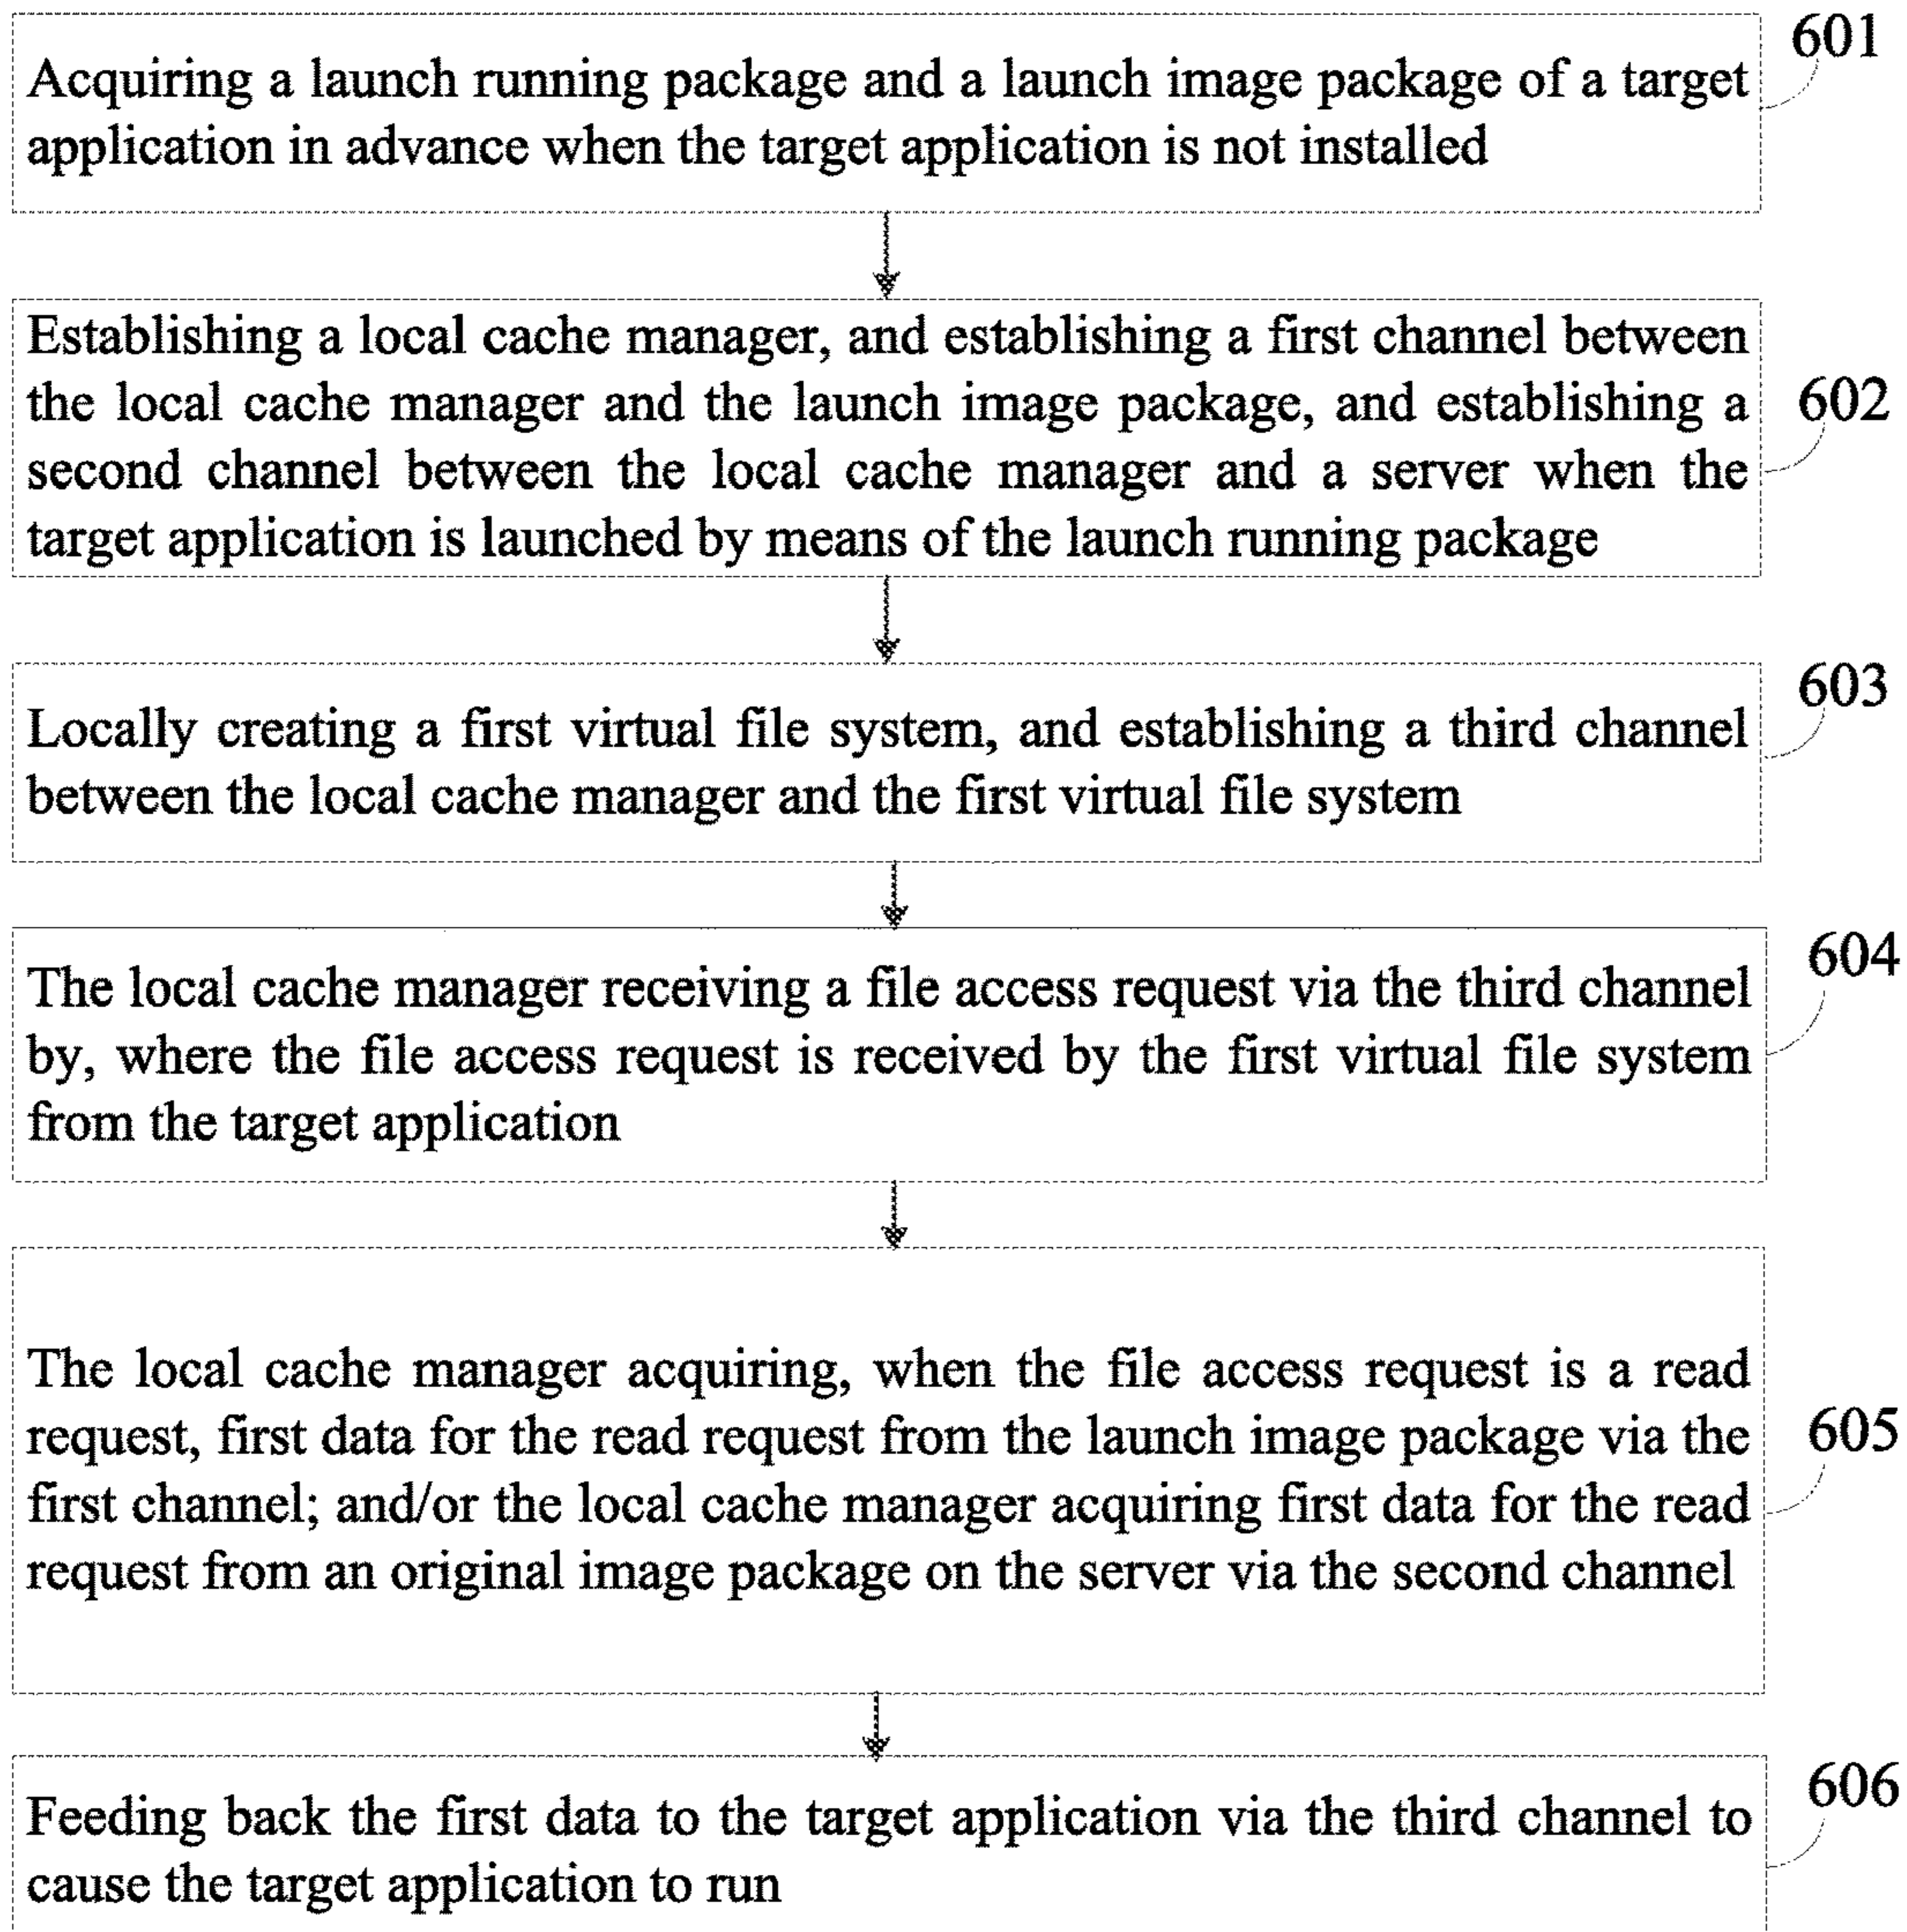 601
Acquiring a launch running package and a launch image package of a target
application in advance when the target application is not installed
Establishing a local cache manager, and establishing a first channel between
the local cache manager and the launch image package, and establishing a
602
second channel between the local cache manager and a server when the
target application is launched by means of the launch running package
603
Locally creating a first virtual file system, and establishing a third channel
between the local cache manager and the first virtual file system
604
The local cache manager receiving a file access request via the third channel
by, where the file access request is received by the first virtual file system
from the target application
The local cache manager acquiring, when the file access request is a read
request, first data for the read request from the launch image package via the
605
first channel; and/or the local cache manager acquiring first data for the read
request from an original image package on the server via the second channel
606
Feeding back the first data to the target application via the third channel to
cause the target application to run